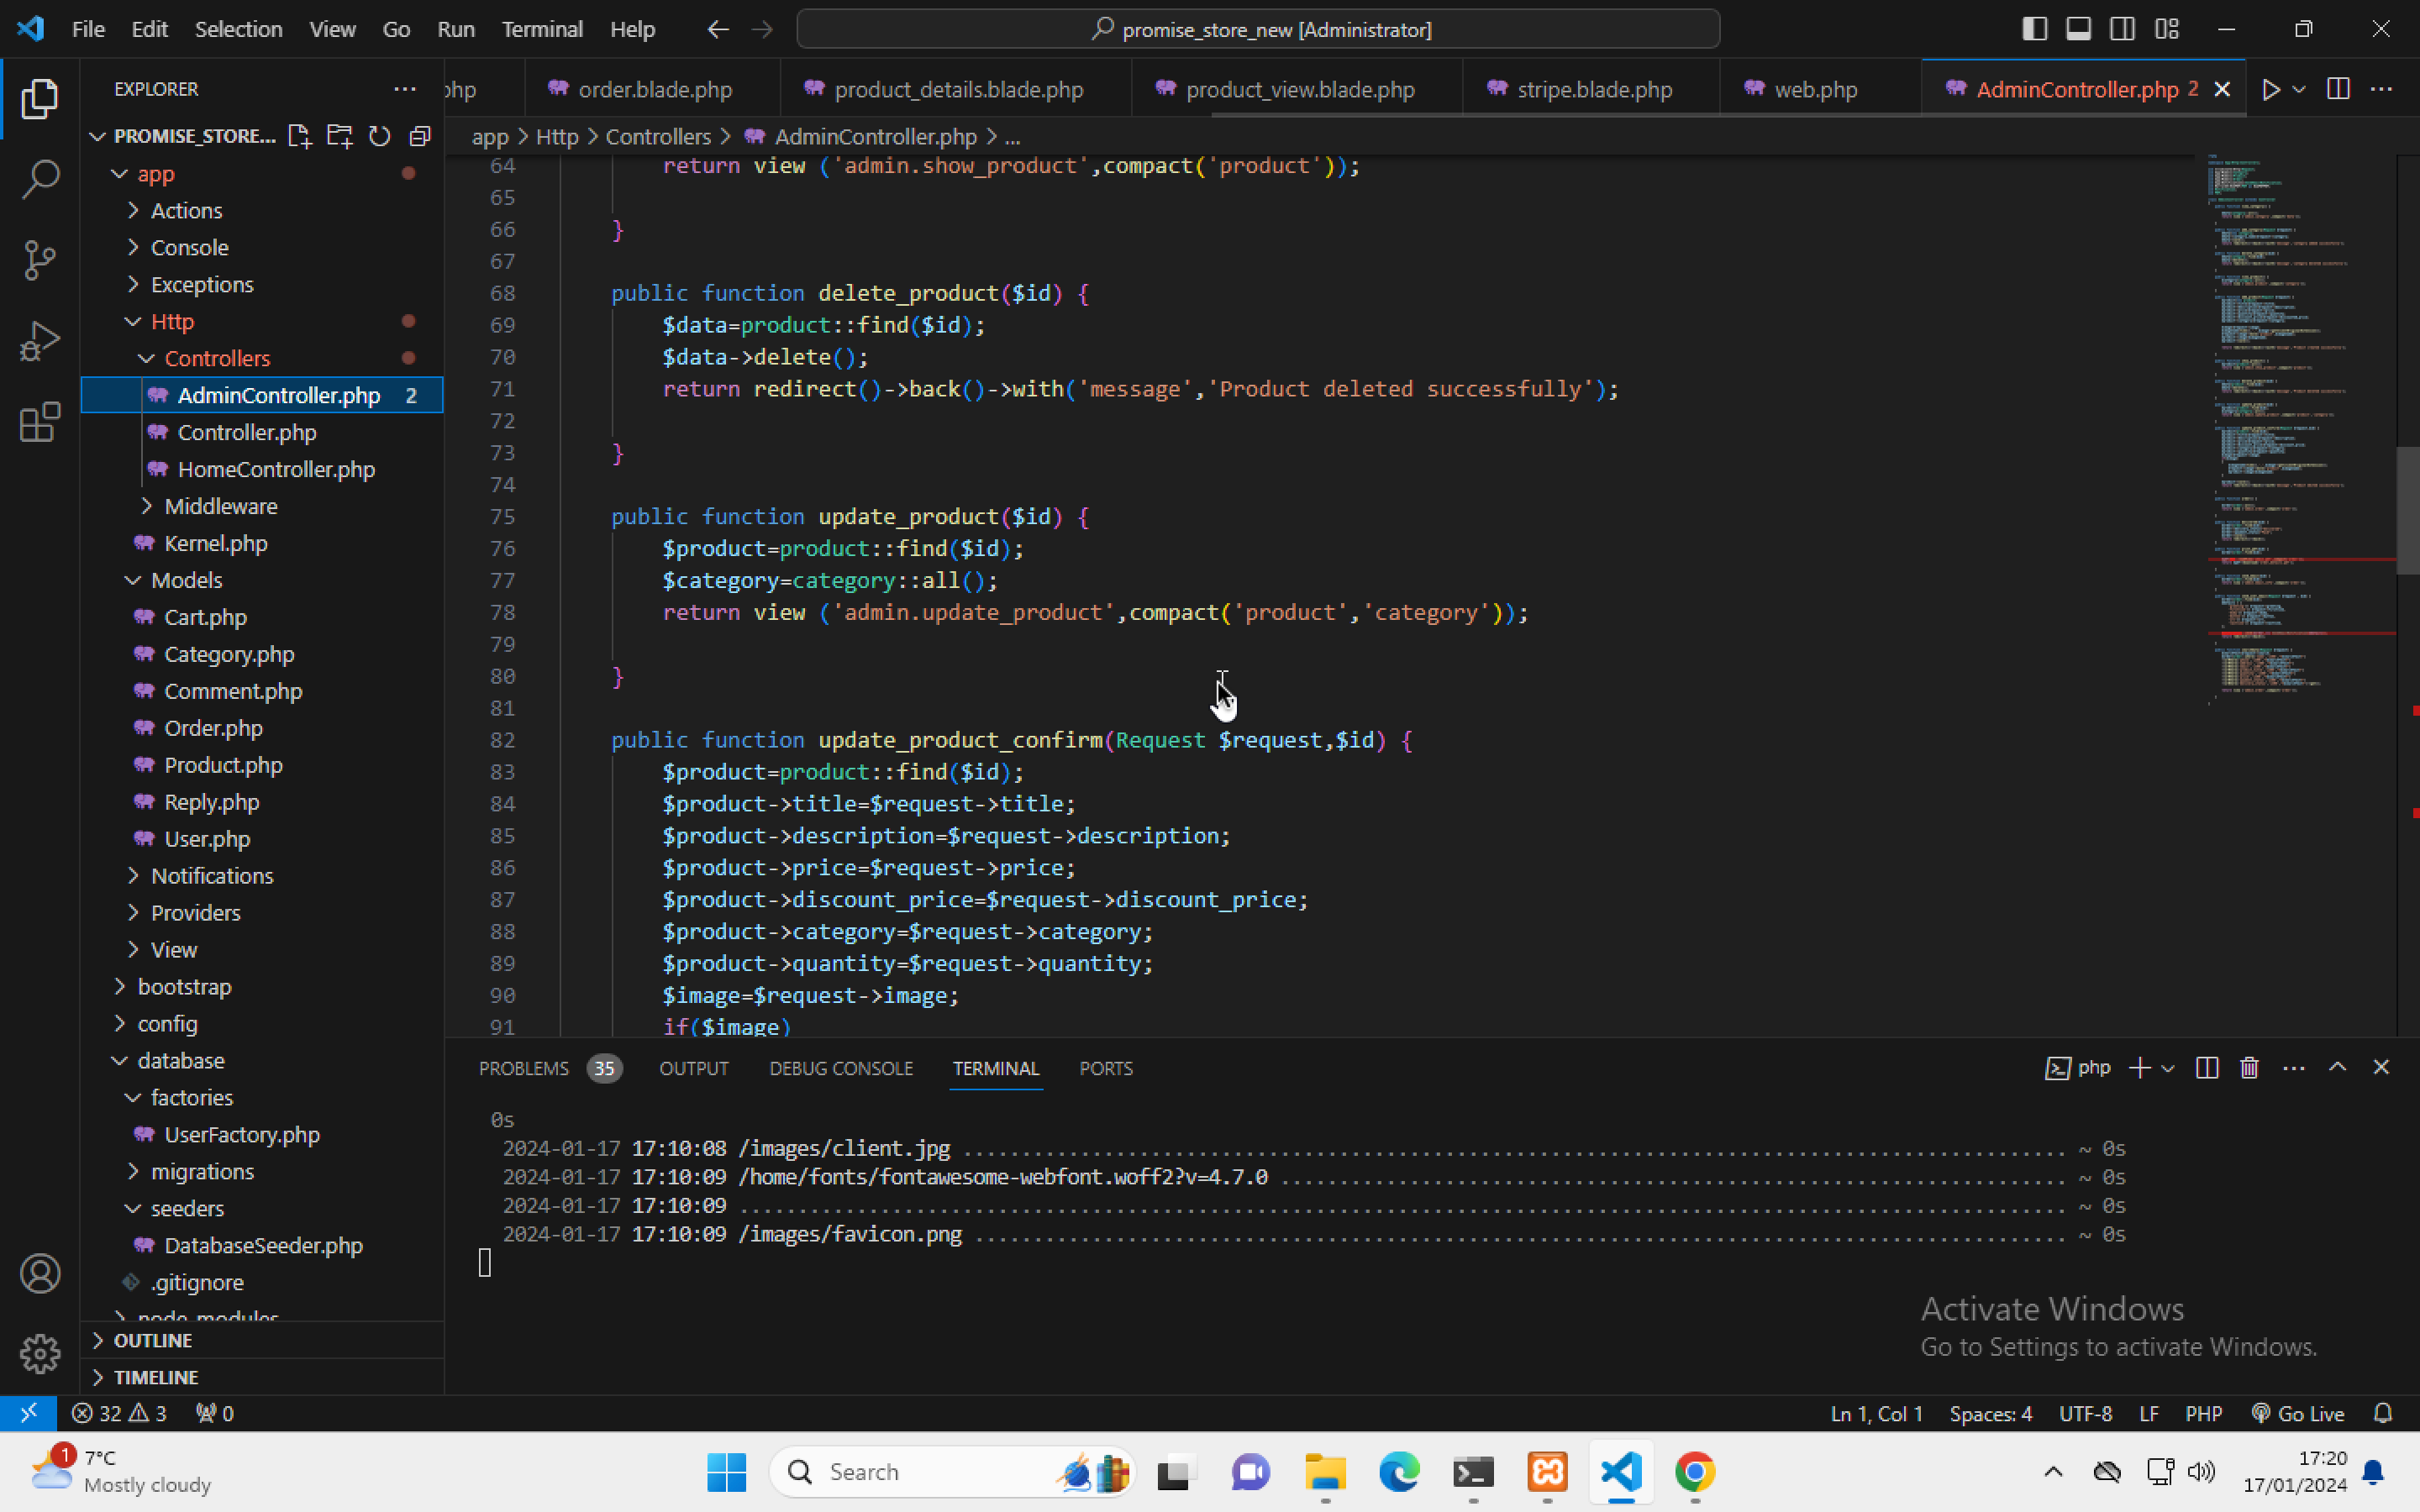 File Edit Selection View Go Run Terminal Help
promise_store_new [Administrator]
EXPLORER
PROMISE_STORE...
app
Actions
Console
Exceptions
Http
Controllers
AdminController.php 2
Controller.php
HomeController.php
Middleware
Kernel.php
Models
Cart.php
Category.php
Comment.php
Order.php
Product.php
Reply.php
User.php
Notifications
Providers
View
bootstrap
config
database
factories
UserFactory.php
migrations
seeders
DatabaseSeeder.php
.gitignore
node_modules
OUTLINE
TIMELINE
php order.blade.php product_details.blade.php product_view.blade.php stripe.blade.php web.php AdminController.php 2
app > Http > Controllers > AdminController.php > ...
64 return view ('admin.show_product',compact('product'));
65
66 }
67
68 public function delete_product($id) {
69 $data=product::find($id);
70 $data->delete();
71 return redirect()->back()->with('message','Product deleted successfully');
72
73 }
74
75 public function update_product($id) {
76 $product=product::find($id);
77 $category=category::all();
78 return view ('admin.update_product',compact('product','category'));
79
80 }
81
82 public function update_product_confirm(Request $request,$id) {
83 $product=product::find($id);
84 $product->title=$request->title;
85 $product->description=$request->description;
86 $product->price=$request->price;
87 $product->discount_price=$request->discount_price;
88 $product->category=$request->category;
89 $product->quantity=$request->quantity;
90 $image=$request->image;
91 if($image)
PROBLEMS 35 OUTPUT DEBUG CONSOLE TERMINAL PORTS
php
0s
2024-01-17 17:10:08 /images/client.jpg ........ ~ 0s
2024-01-17 17:10:09 /home/fonts/fontawesome-webfont.woff2?v=4.7.0 ........ ~ 0s
2024-01-17 17:10:09 ........ ~ 0s
2024-01-17 17:10:09 /images/favicon.png ........ ~ 0s
Activate Windows
Go to Settings to activate Windows.
32 3 0
Ln 1, Col 1 Spaces: 4 UTF-8 LF PHP Go Live
1
7°C
Mostly cloudy
Search
17:20
17/01/2024